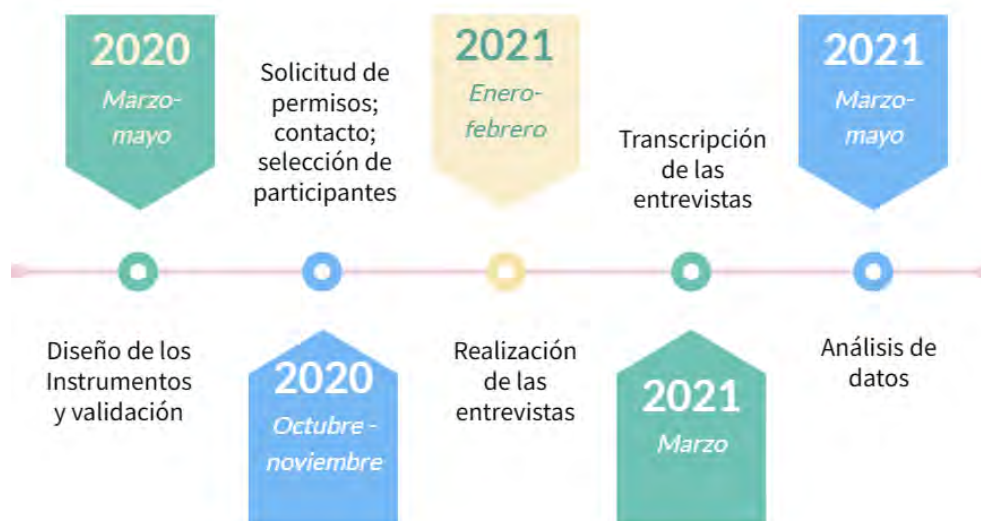 2020
Marzo-
mayo
Diseño de los
Instrumentos
y validación
Solicitud de
permisos;
contacto;
selección de
participantes
2020
Octubre -
noviembre
2021
Enero-
febrero
Realización
de las
entrevistas
Transcripción
de las
entrevistas
2021
Marzo
2021
Marzo-
mayo
Análisis de
datos